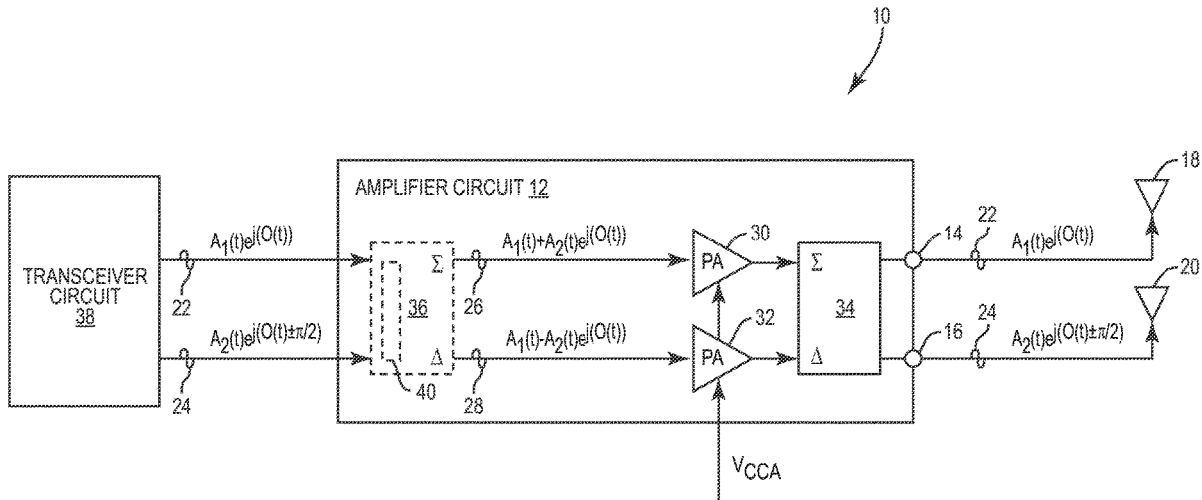 10
18
AMPLIFIER CIRCUIT 12
TRANSCEIVER
CIRCUIT
38
A1(t)ej(O(t))
22
A2(t)ej(O(t)±π/2)
24
Σ
36
Δ
40
A1(t)+A2(t)ej(O(t))
26
A1(t)-A2(t)ej(O(t))
28
PA
30
PA
32
Σ
34
Δ
14
22
A1(t)ej(O(t))
20
16
24
A2(t)ej(O(t)±π/2)
VCCA